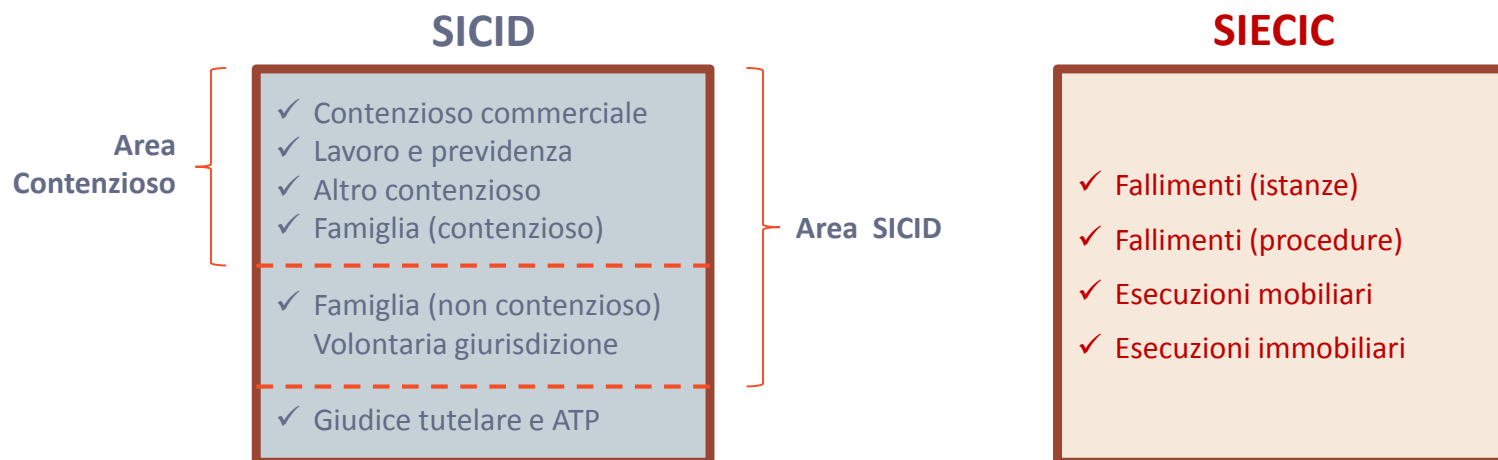 SICID
Area
Contenzioso
✓ Contenzioso commerciale
✓ Lavoro e previdenza
✓ Altro contenzioso
✓ Famiglia (contenzioso)
✓ Famiglia (non contenzioso)
Volontaria giurisdizione
✓ Giudice tutelare e ATP
Area SICID
SIECIC
✓ Fallimenti (istanze)
✓ Fallimenti (procedure)
✓ Esecuzioni mobiliari
✓ Esecuzioni immobiliari